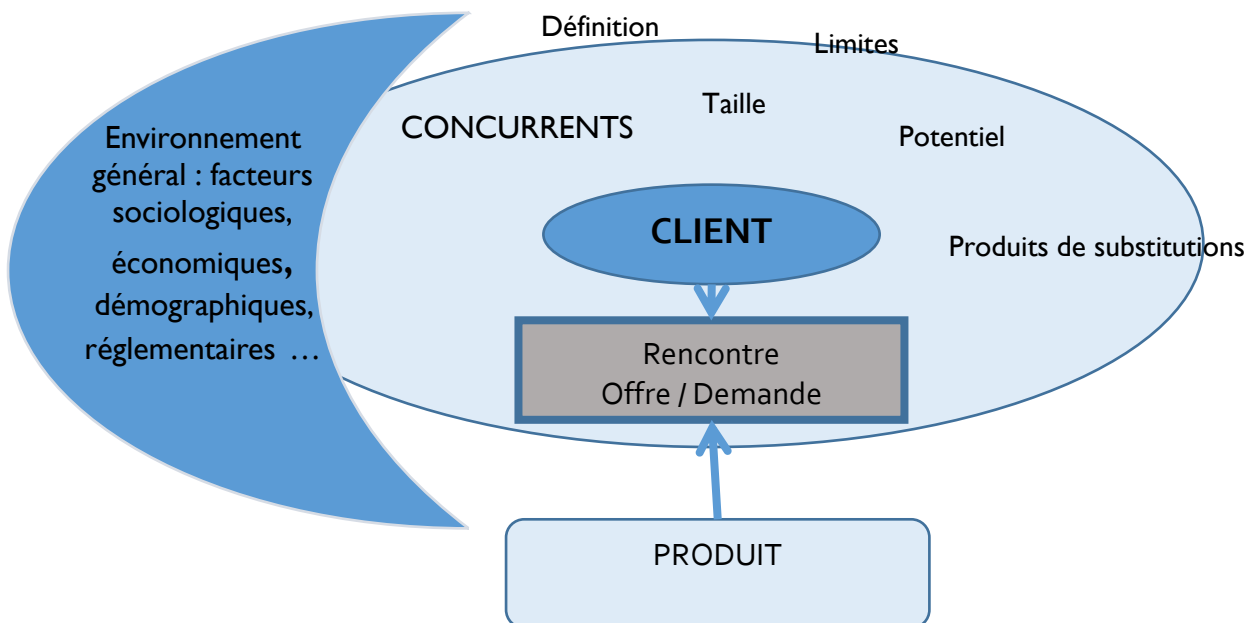 Définition
Limites
Taille
CONCURRENTS
Potentiel
Environnement
général : facteurs
sociologiques,
économiques,
démographiques,
réglementaires …
CLIENT
Produits de substitutions
Rencontre
Offre / Demande
PRODUIT